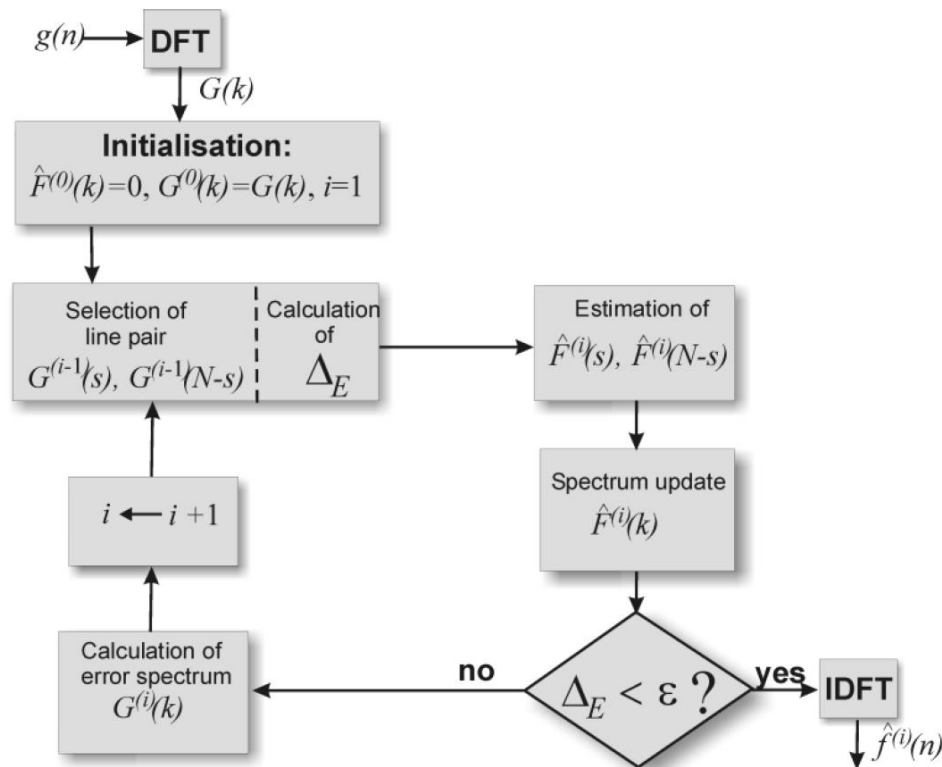 g(n)
DFT
G(k)
Initialisation:
F̂⁽⁰⁾(k)=0, G⁽⁰⁾(k)=G(k), i=1
Selection of
line pair
G⁽ⁱ⁻¹⁾(s), G⁽ⁱ⁻¹⁾(N-s)
Calculation
of
Δ_E
Estimation of
F̂⁽ⁱ⁾(s), F̂⁽ⁱ⁾(N-s)
Spectrum update
F̂⁽ⁱ⁾(k)
Δ_E < ε ?
yes
IDFT
f̂⁽ⁱ⁾(n)
no
Calculation of
error spectrum
G⁽ⁱ⁾(k)
i ← i +1